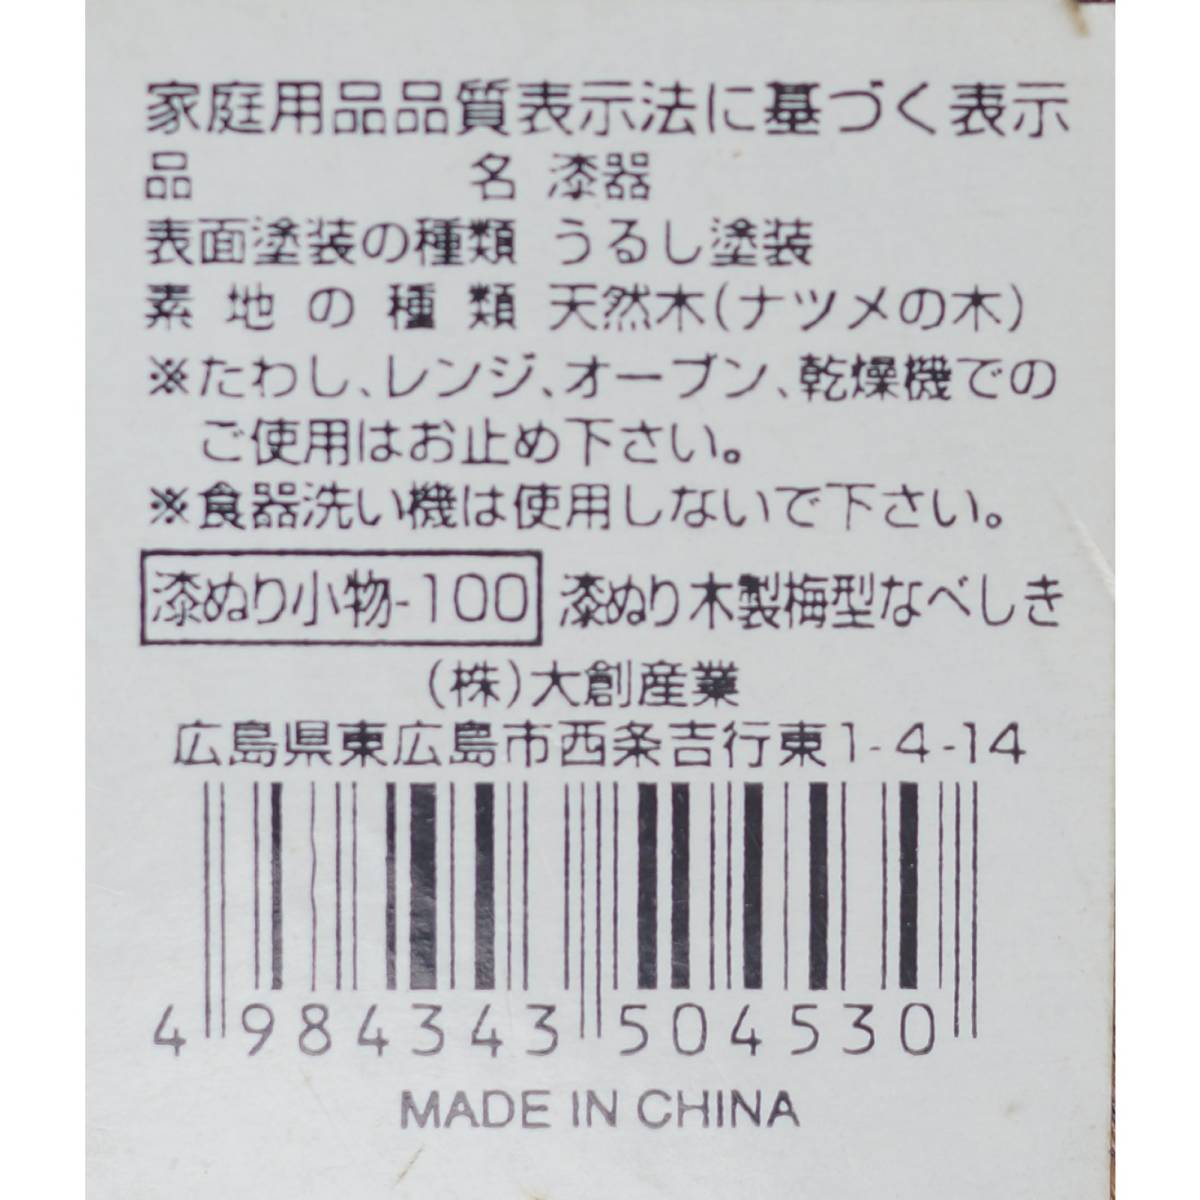 家庭用品品質表示法に基づく表示
品名 漆器
表面塗装の種類 うるし塗装
素地の種類 天然木(ナツメの木)
※たわし、レンジ、オーブン、乾燥機での
ご使用はお止め下さい。
※食器洗い機は使用しないで下さい。
漆ぬり小物-100 漆ぬり木製梅型なべしき
(株)大創産業
広島県東広島市西条吉行東1-4-14
4984343504530
MADE IN CHINA